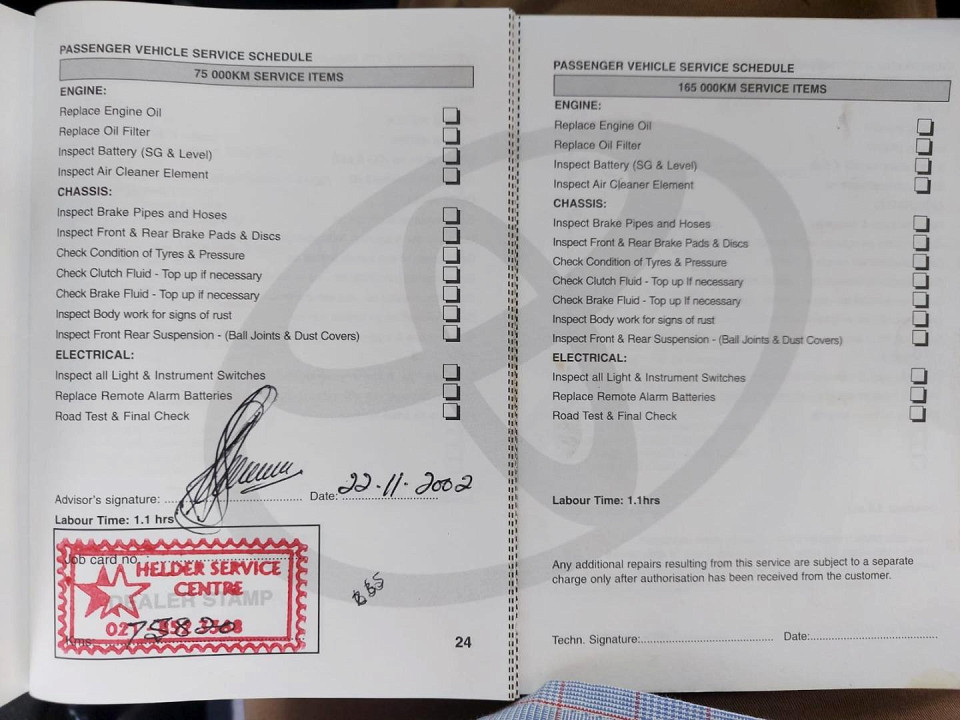 PASSENGER VEHICLE SERVICE SCHEDULE
75 000KM SERVICE ITEMS
ENGINE:
Replace Engine Oil
Replace Oil Filter
Inspect Battery (SG & Level)
Inspect Air Cleaner Element
CHASSIS:
Inspect Brake Pipes and Hoses
Inspect Front & Rear Brake Pads & Discs
Check Condition of Tyres & Pressure
Check Clutch Fluid - Top up if necessary
Check Brake Fluid - Top up if necessary
Inspect Body work for signs of rust
Inspect Front Rear Suspension - (Ball Joints & Dust Covers)
ELECTRICAL:
Inspect all Light & Instrument Switches
Replace Remote Alarm Batteries
Road Test & Final Check
Advisor's signature: Date: 22.11.2002
Labour Time: 1.1 hrs
Job card no
HELDER SERVICE
CENTRE
DEALER STAMP
Kms: 75820
24
PASSENGER VEHICLE SERVICE SCHEDULE
165 000KM SERVICE ITEMS
ENGINE:
Replace Engine Oil
Replace Oil Filter
Inspect Battery (SG & Level)
Inspect Air Cleaner Element
CHASSIS:
Inspect Brake Pipes and Hoses
Inspect Front & Rear Brake Pads & Discs
Check Condition of Tyres & Pressure
Check Clutch Fluid - Top up If necessary
Check Brake Fluid - Top up If necessary
Inspect Body work for signs of rust
Inspect Front & Rear Suspension - (Ball Joints & Dust Covers)
ELECTRICAL:
Inspect all Light & Instrument Switches
Replace Remote Alarm Batteries
Road Test & Final Check
Labour Time: 1.1hrs
Any additional repairs resulting from this service are subject to a separate
charge only after authorisation has been received from the customer.
Techn. Signature: Date: